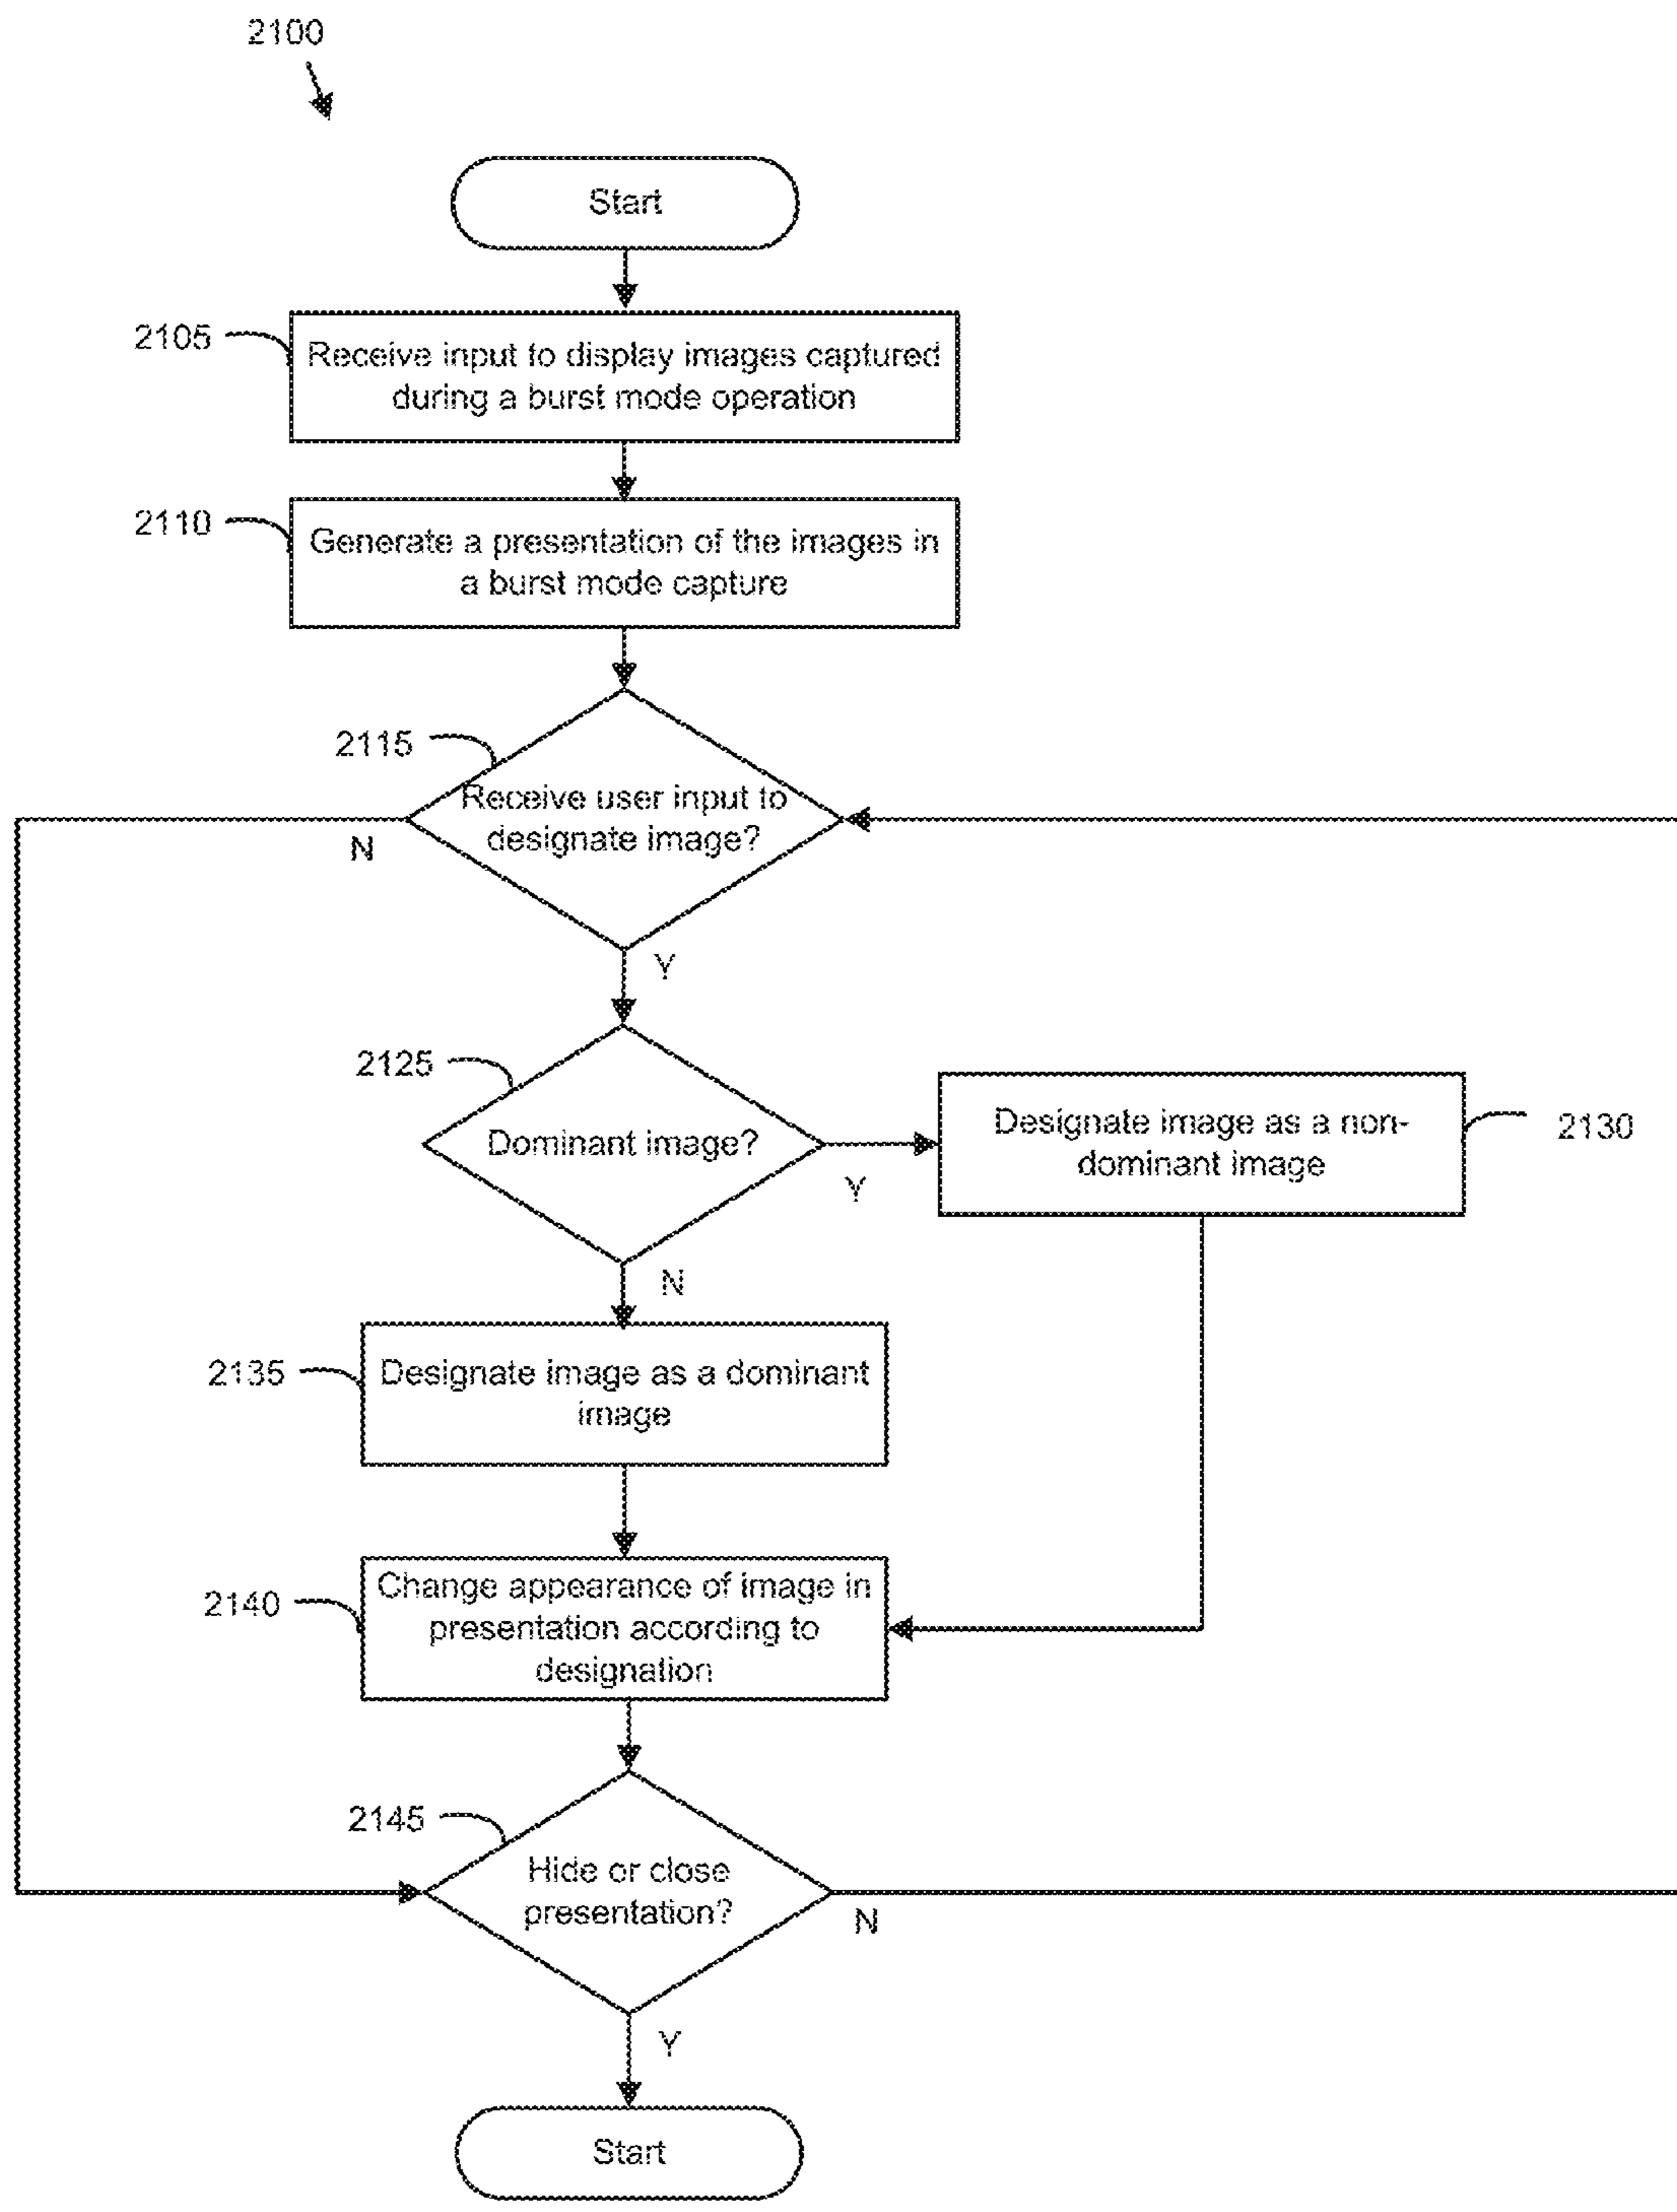 2100
Start
2105
Receive input to display images captured
during a burst mode operation
2110
Generate a presentation of the images in
a burst mode capture
2115
Receive user input to
designate image?
N
Y
2125
Dominant image?
Y
Designate image as a non-
dominant image
2130
N
2135
Designate image as a dominant
image
2140
Change appearance of image in
presentation according to
designation
2145
Hide or close
presentation?
N
Y
Start